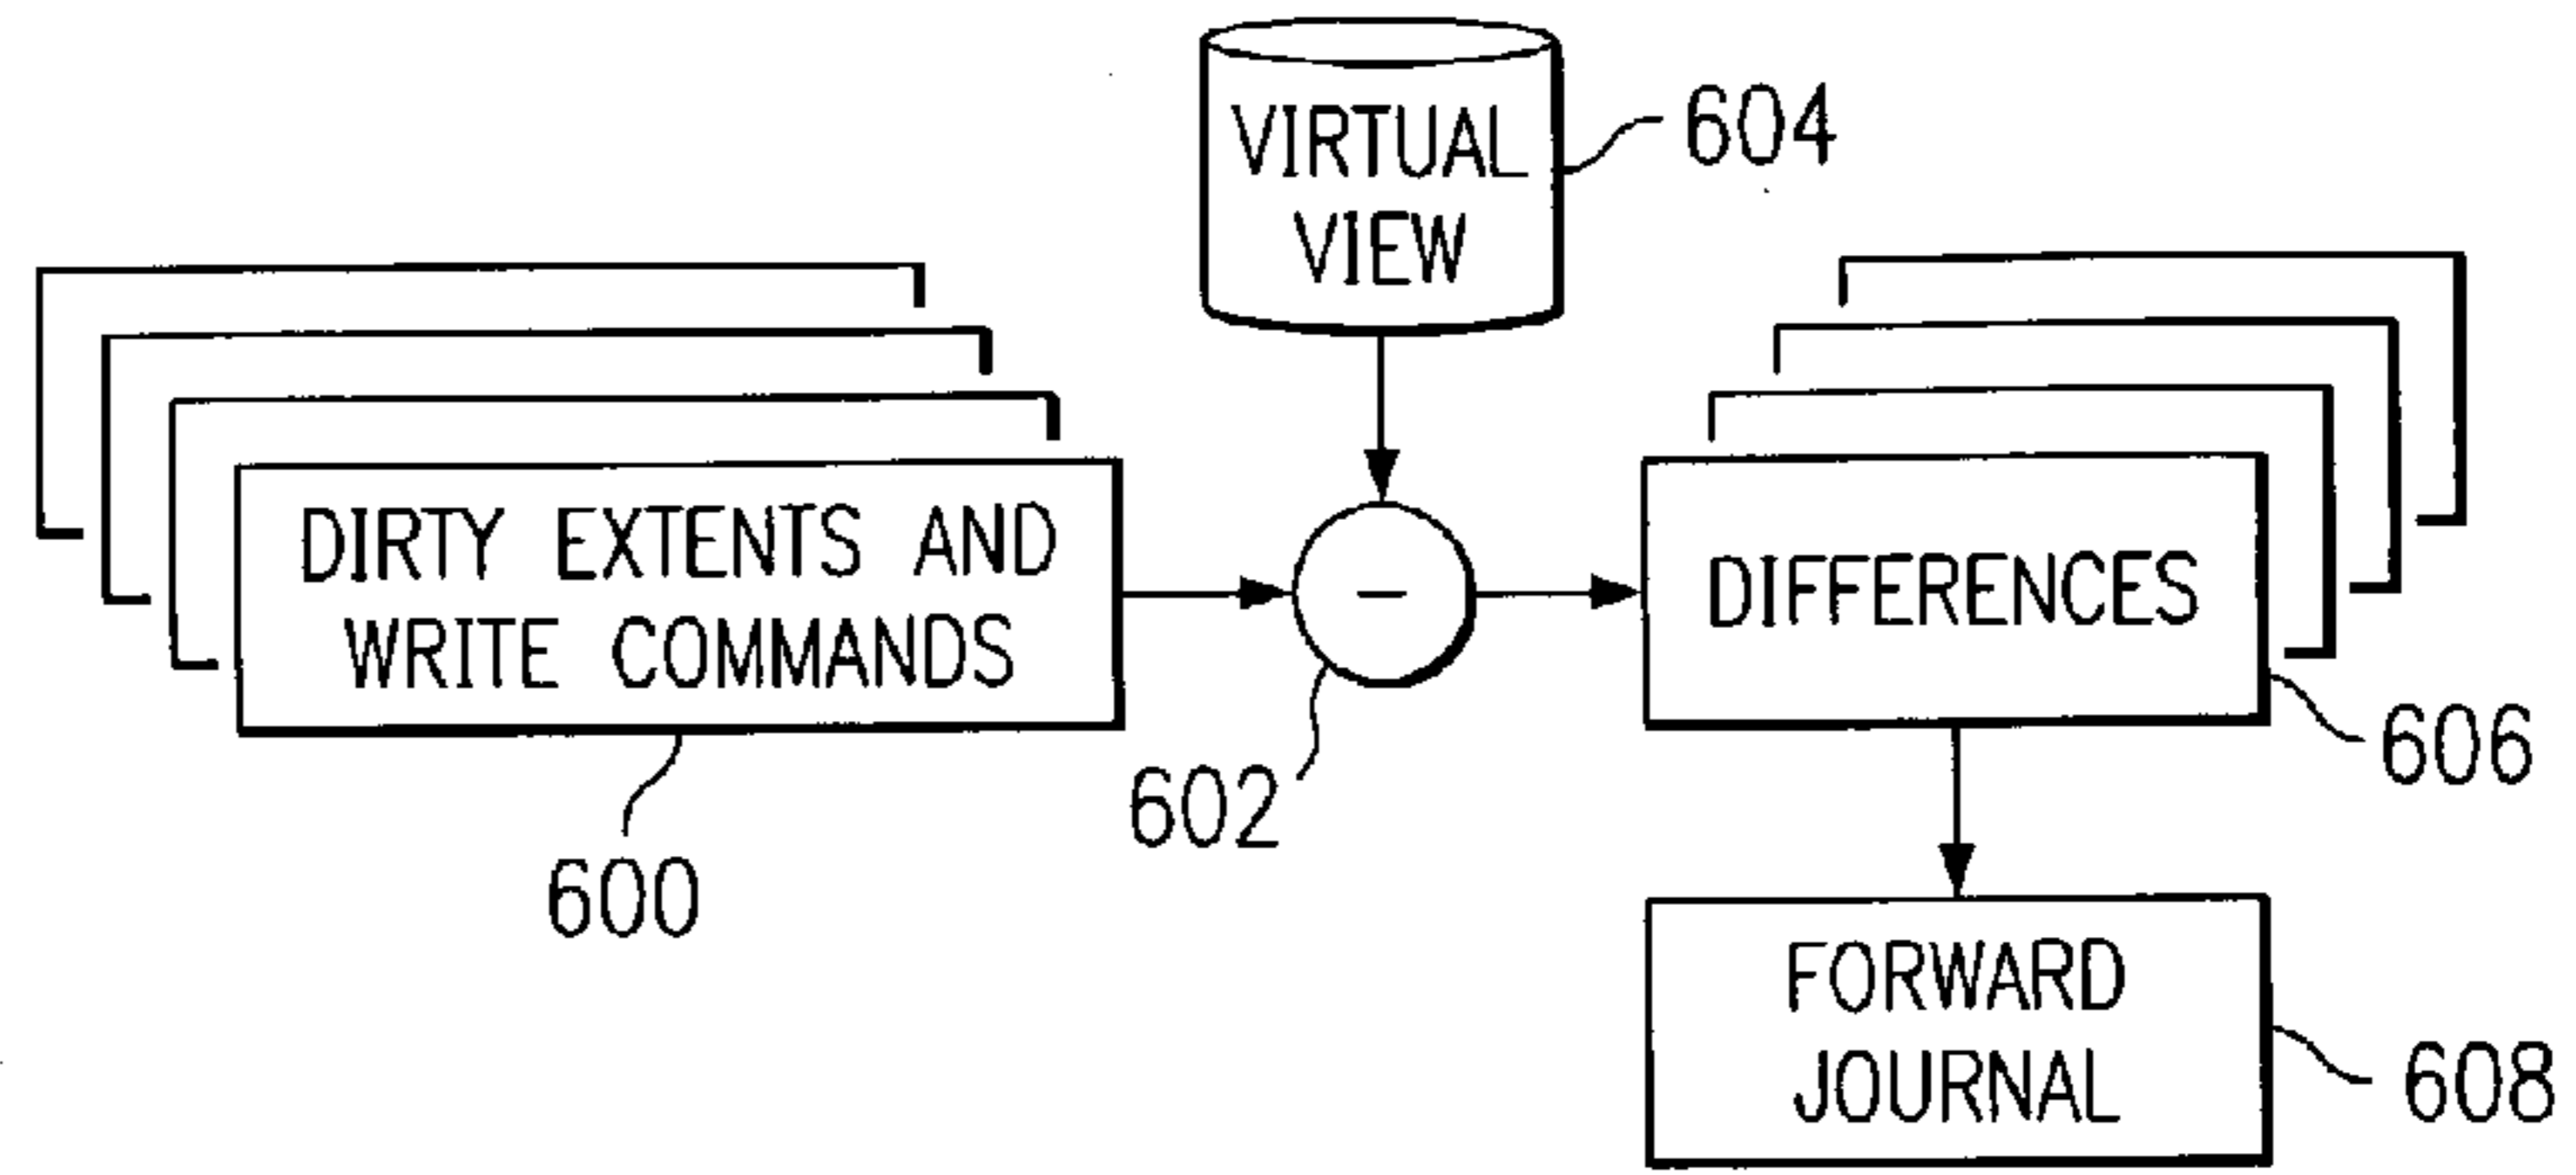 VIRTUAL
VIEW
604
DIRTY EXTENTS AND
WRITE COMMANDS
600
–
602
DIFFERENCES
606
FORWARD
JOURNAL
608